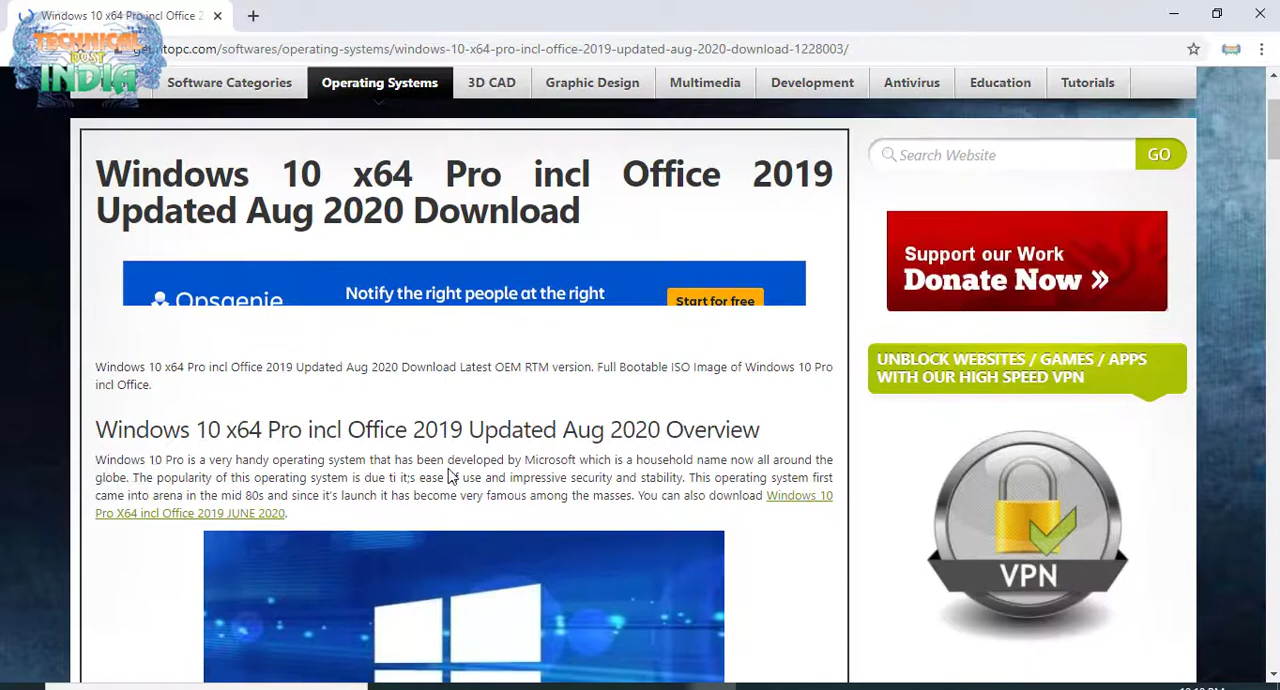 Windows 10 x64 Pro incl Office 2
TECHNICAL
DOST
INDIA
topc.com/softwares/operating-systems/windows-10-x64-pro-incl-office-2019-updated-aug-2020-download-1228003/
Software Categories Operating Systems 3D CAD Graphic Design Multimedia Development Antivirus Education Tutorials
Windows 10 x64 Pro incl Office 2019
Updated Aug 2020 Download
Search Website GO
Opsgenie Notify the right people at the right Start for free
Support our Work
Donate Now »
Windows 10 x64 Pro incl Office 2019 Updated Aug 2020 Download Latest OEM RTM version. Full Bootable ISO Image of Windows 10 Pro
incl Office.
UNBLOCK WEBSITES / GAMES / APPS
WITH OUR HIGH SPEED VPN
Windows 10 x64 Pro incl Office 2019 Updated Aug 2020 Overview
Windows 10 Pro is a very handy operating system that has been developed by Microsoft which is a household name now all around the
globe. The popularity of this operating system is due ti it;s ease use and impressive security and stability. This operating system first
came into arena in the mid 80s and since it's launch it has become very famous among the masses. You can also download Windows 10
Pro X64 incl Office 2019 JUNE 2020.
VPN